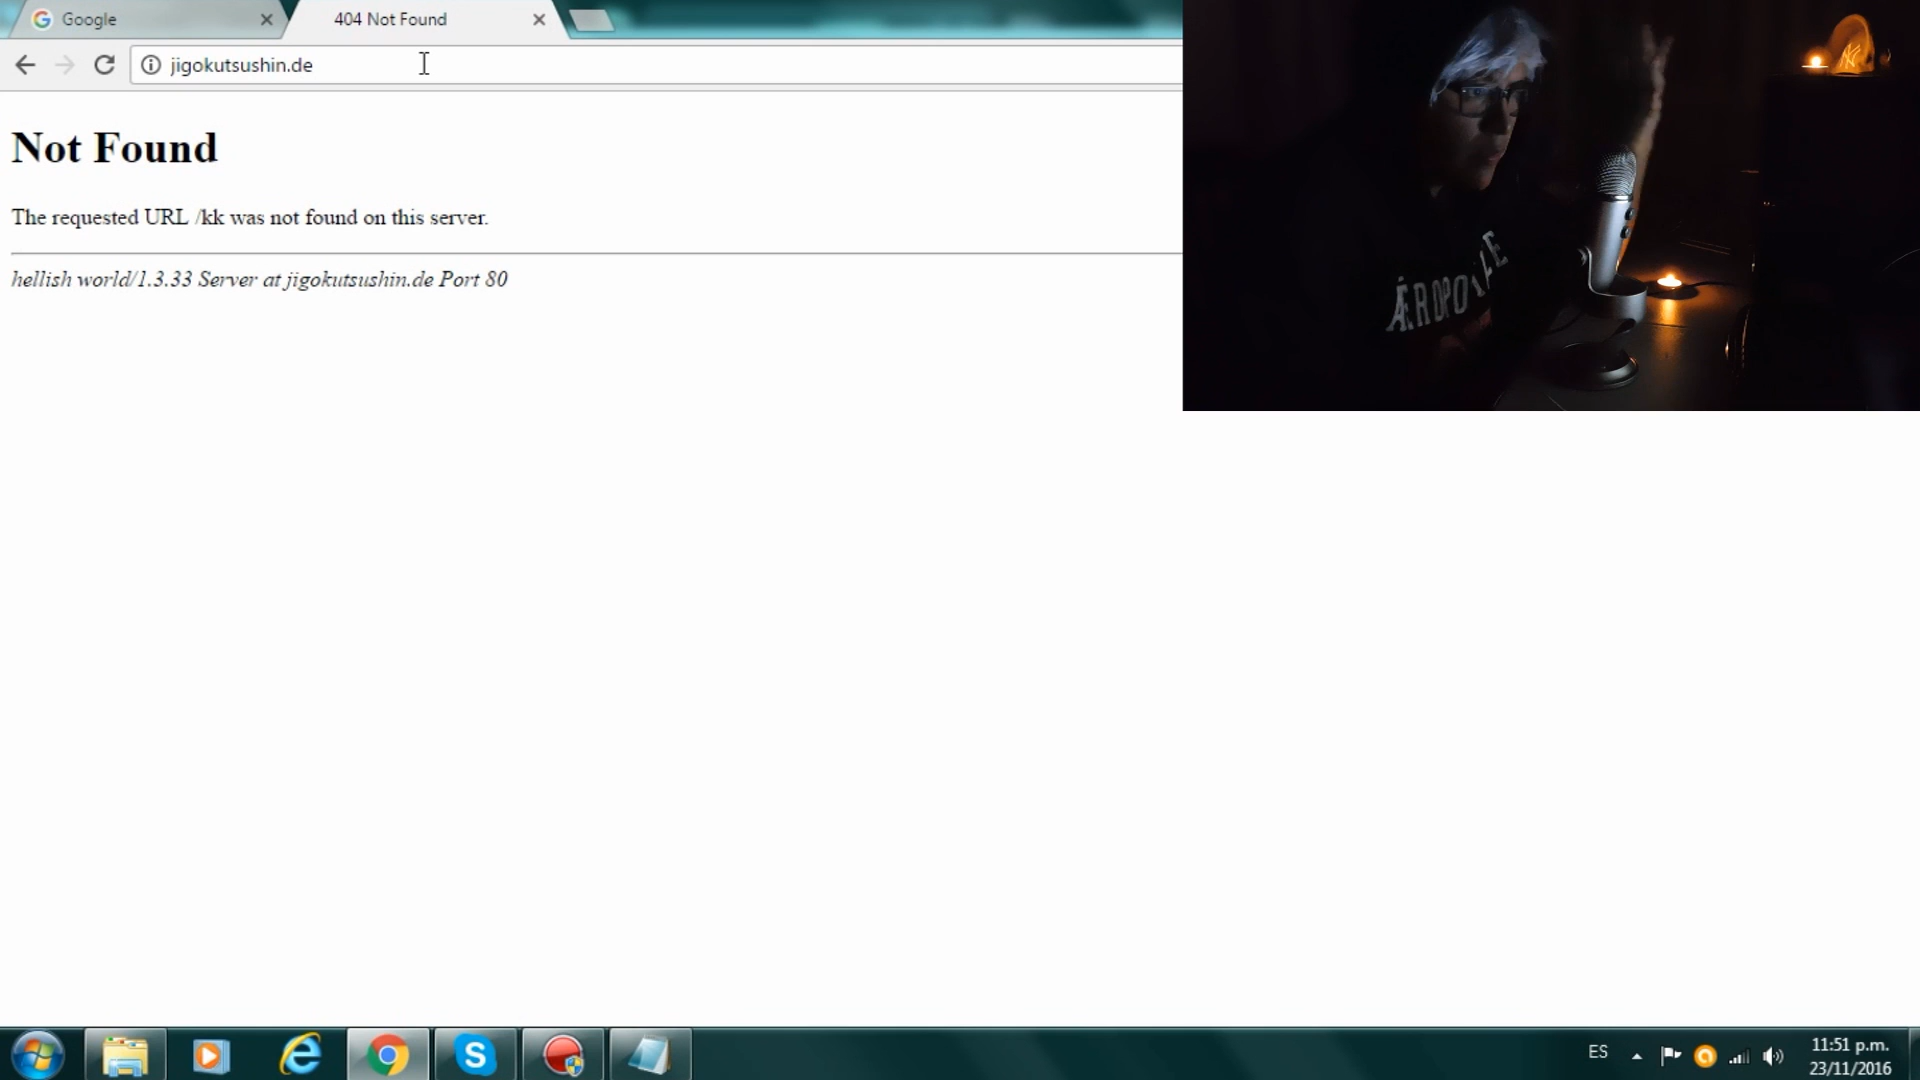 Google
404 Not Found
jigokutsushin.de
Not Found
The requested URL /kk was not found on this server.
hellish world/1.3.33 Server at jigokutsushin.de Port 80
ÆROPOSTALE
ES
11:51 p.m.
23/11/2016